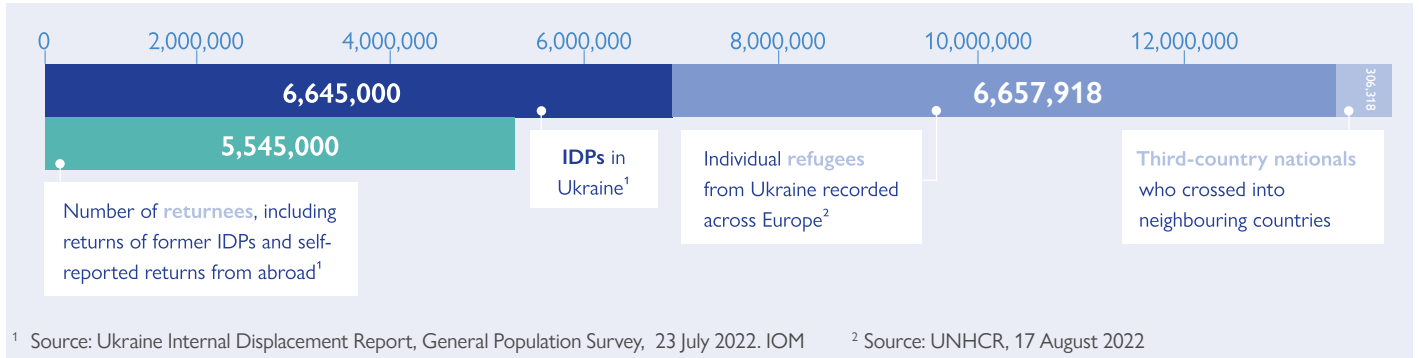 0 2,000,000 4,000,000 6,000,000 8,000,000 10,000,000 12,000,000
6,645,000 6,657,918 306,318
5,545,000
IDPs in
Ukraine¹
Individual refugees
from Ukraine recorded
across Europe²
Third-country nationals
who crossed into
neighbouring countries
Number of returnees, including
returns of former IDPs and self-
reported returns from abroad¹
¹ Source: Ukraine Internal Displacement Report, General Population Survey, 23 July 2022. IOM ² Source: UNHCR, 17 August 2022